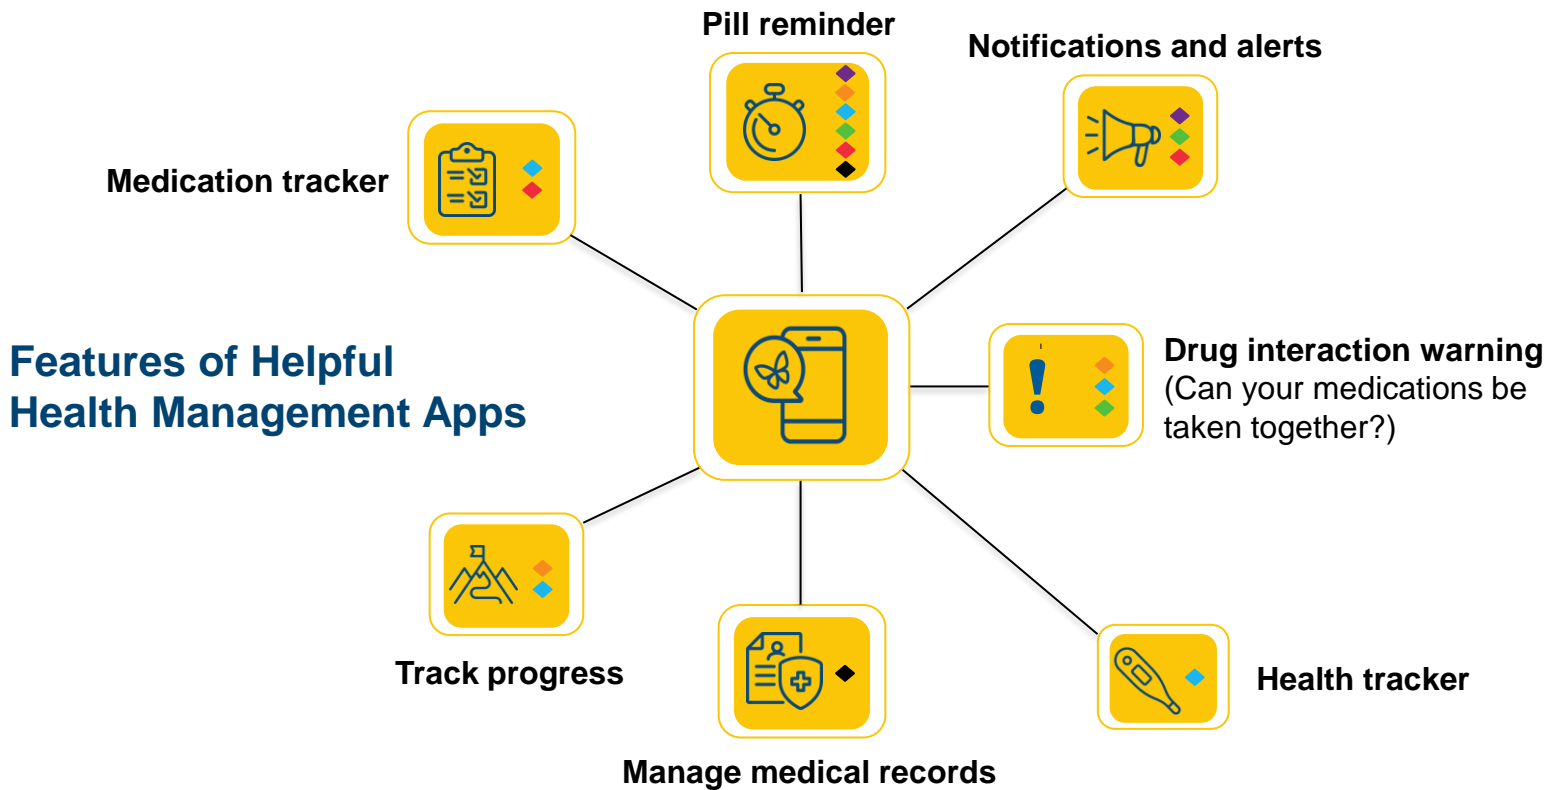 Pill reminder
Notifications and alerts
Medication tracker
Features of Helpful
Health Management Apps
Drug interaction warning
(Can your medications be
taken together?)
Track progress
Health tracker
Manage medical records